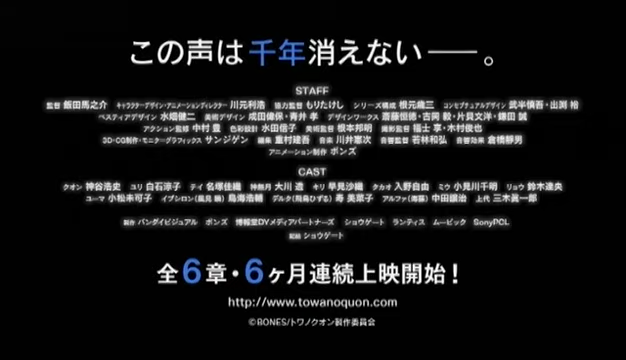 この声は千年消えない──。
STAFF
監督 飯田馬之介 キャラクターデザイン・アニメーションディレクター 川元利浩 協力監督 もりたけし シリーズ構成 根元歳三 コンセプチュアルデザイン 武半慎吾・出渕 裕
ベスティアデザイン 水畑健二 美術デザイン 成田偉保・青井 孝 デザインワークス 斎藤恒徳・古岡 毅・片貝文洋・鎌田 誠
アクション監修 中村 豊 色彩設計 水田信子 美術監督 根本邦明 撮影監督 福士 享・木村俊也
3D-CG制作・モニターグラフィックス サンジゲン 編集 重村建吾 音楽 川井憲次 音響監督 若林和弘 音響効果 倉橋静男
アニメーション制作 ボンズ
CAST
クオン 神谷浩史 ユリ 白石涼子 テイ 名塚佳織 神無月 大川 透 キリ 早見沙織 タカオ 入野自由 ミウ 小見川千明 リョウ 鈴木達央
ユーマ 小松未可子 イプシロン(風見 瞬) 鳥海浩輔 デルタ(飛鳥ひずる) 寿 美菜子 アルファ(雨蕗) 中田譲治 上代 三木眞一郎
製作 バンダイビジュアル ボンズ 博報堂DYメディアパートナーズ ショウゲート ランティス ムービック SonyPCL
配給 ショウゲート
全6章・6ヶ月連続上映開始！
http://www.towanoquon.com
©BONES/トワノクオン製作委員会